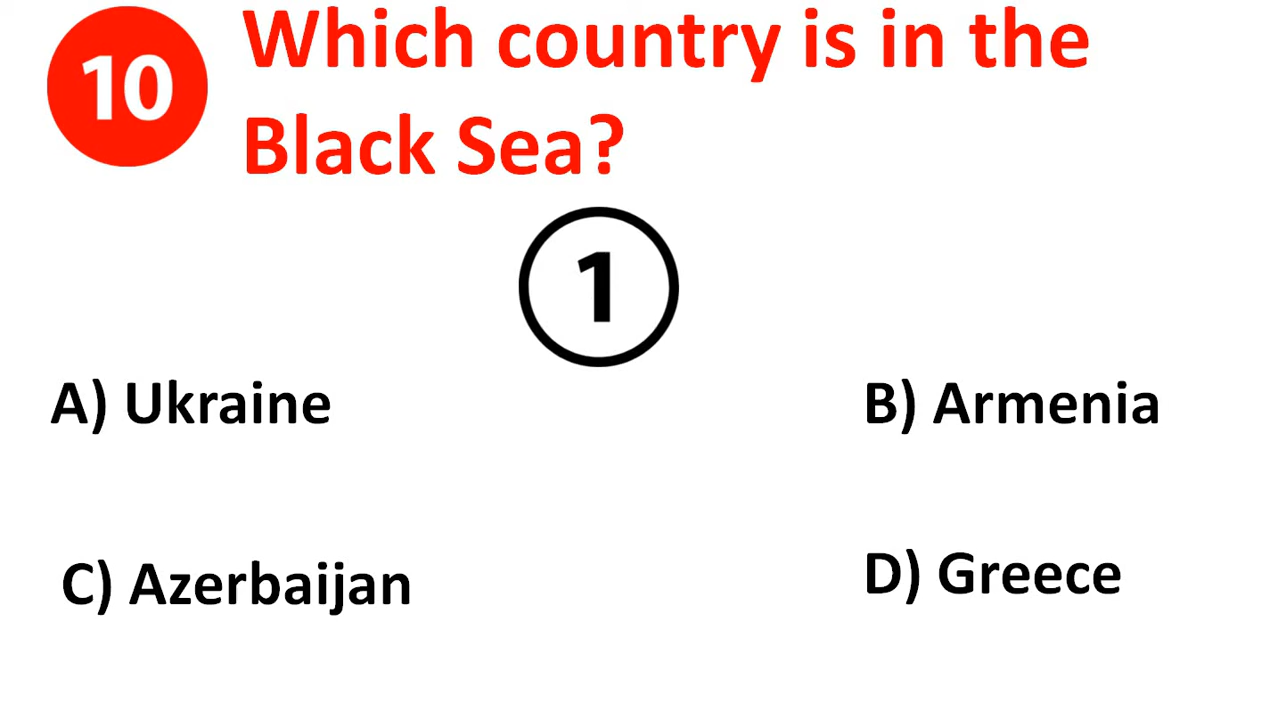 10
Which country is in the
Black Sea?
1
A) Ukraine
B) Armenia
C) Azerbaijan
D) Greece